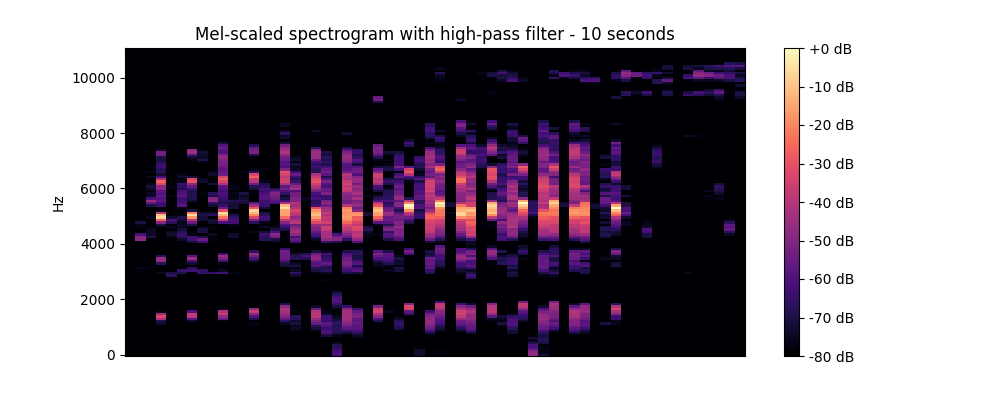 Mel-scaled spectrogram with high-pass filter - 10 seconds
Hz
10000
8000
6000
4000
2000
0
+0 dB
-10 dB
-20 dB
-30 dB
-40 dB
-50 dB
-60 dB
-70 dB
-80 dB